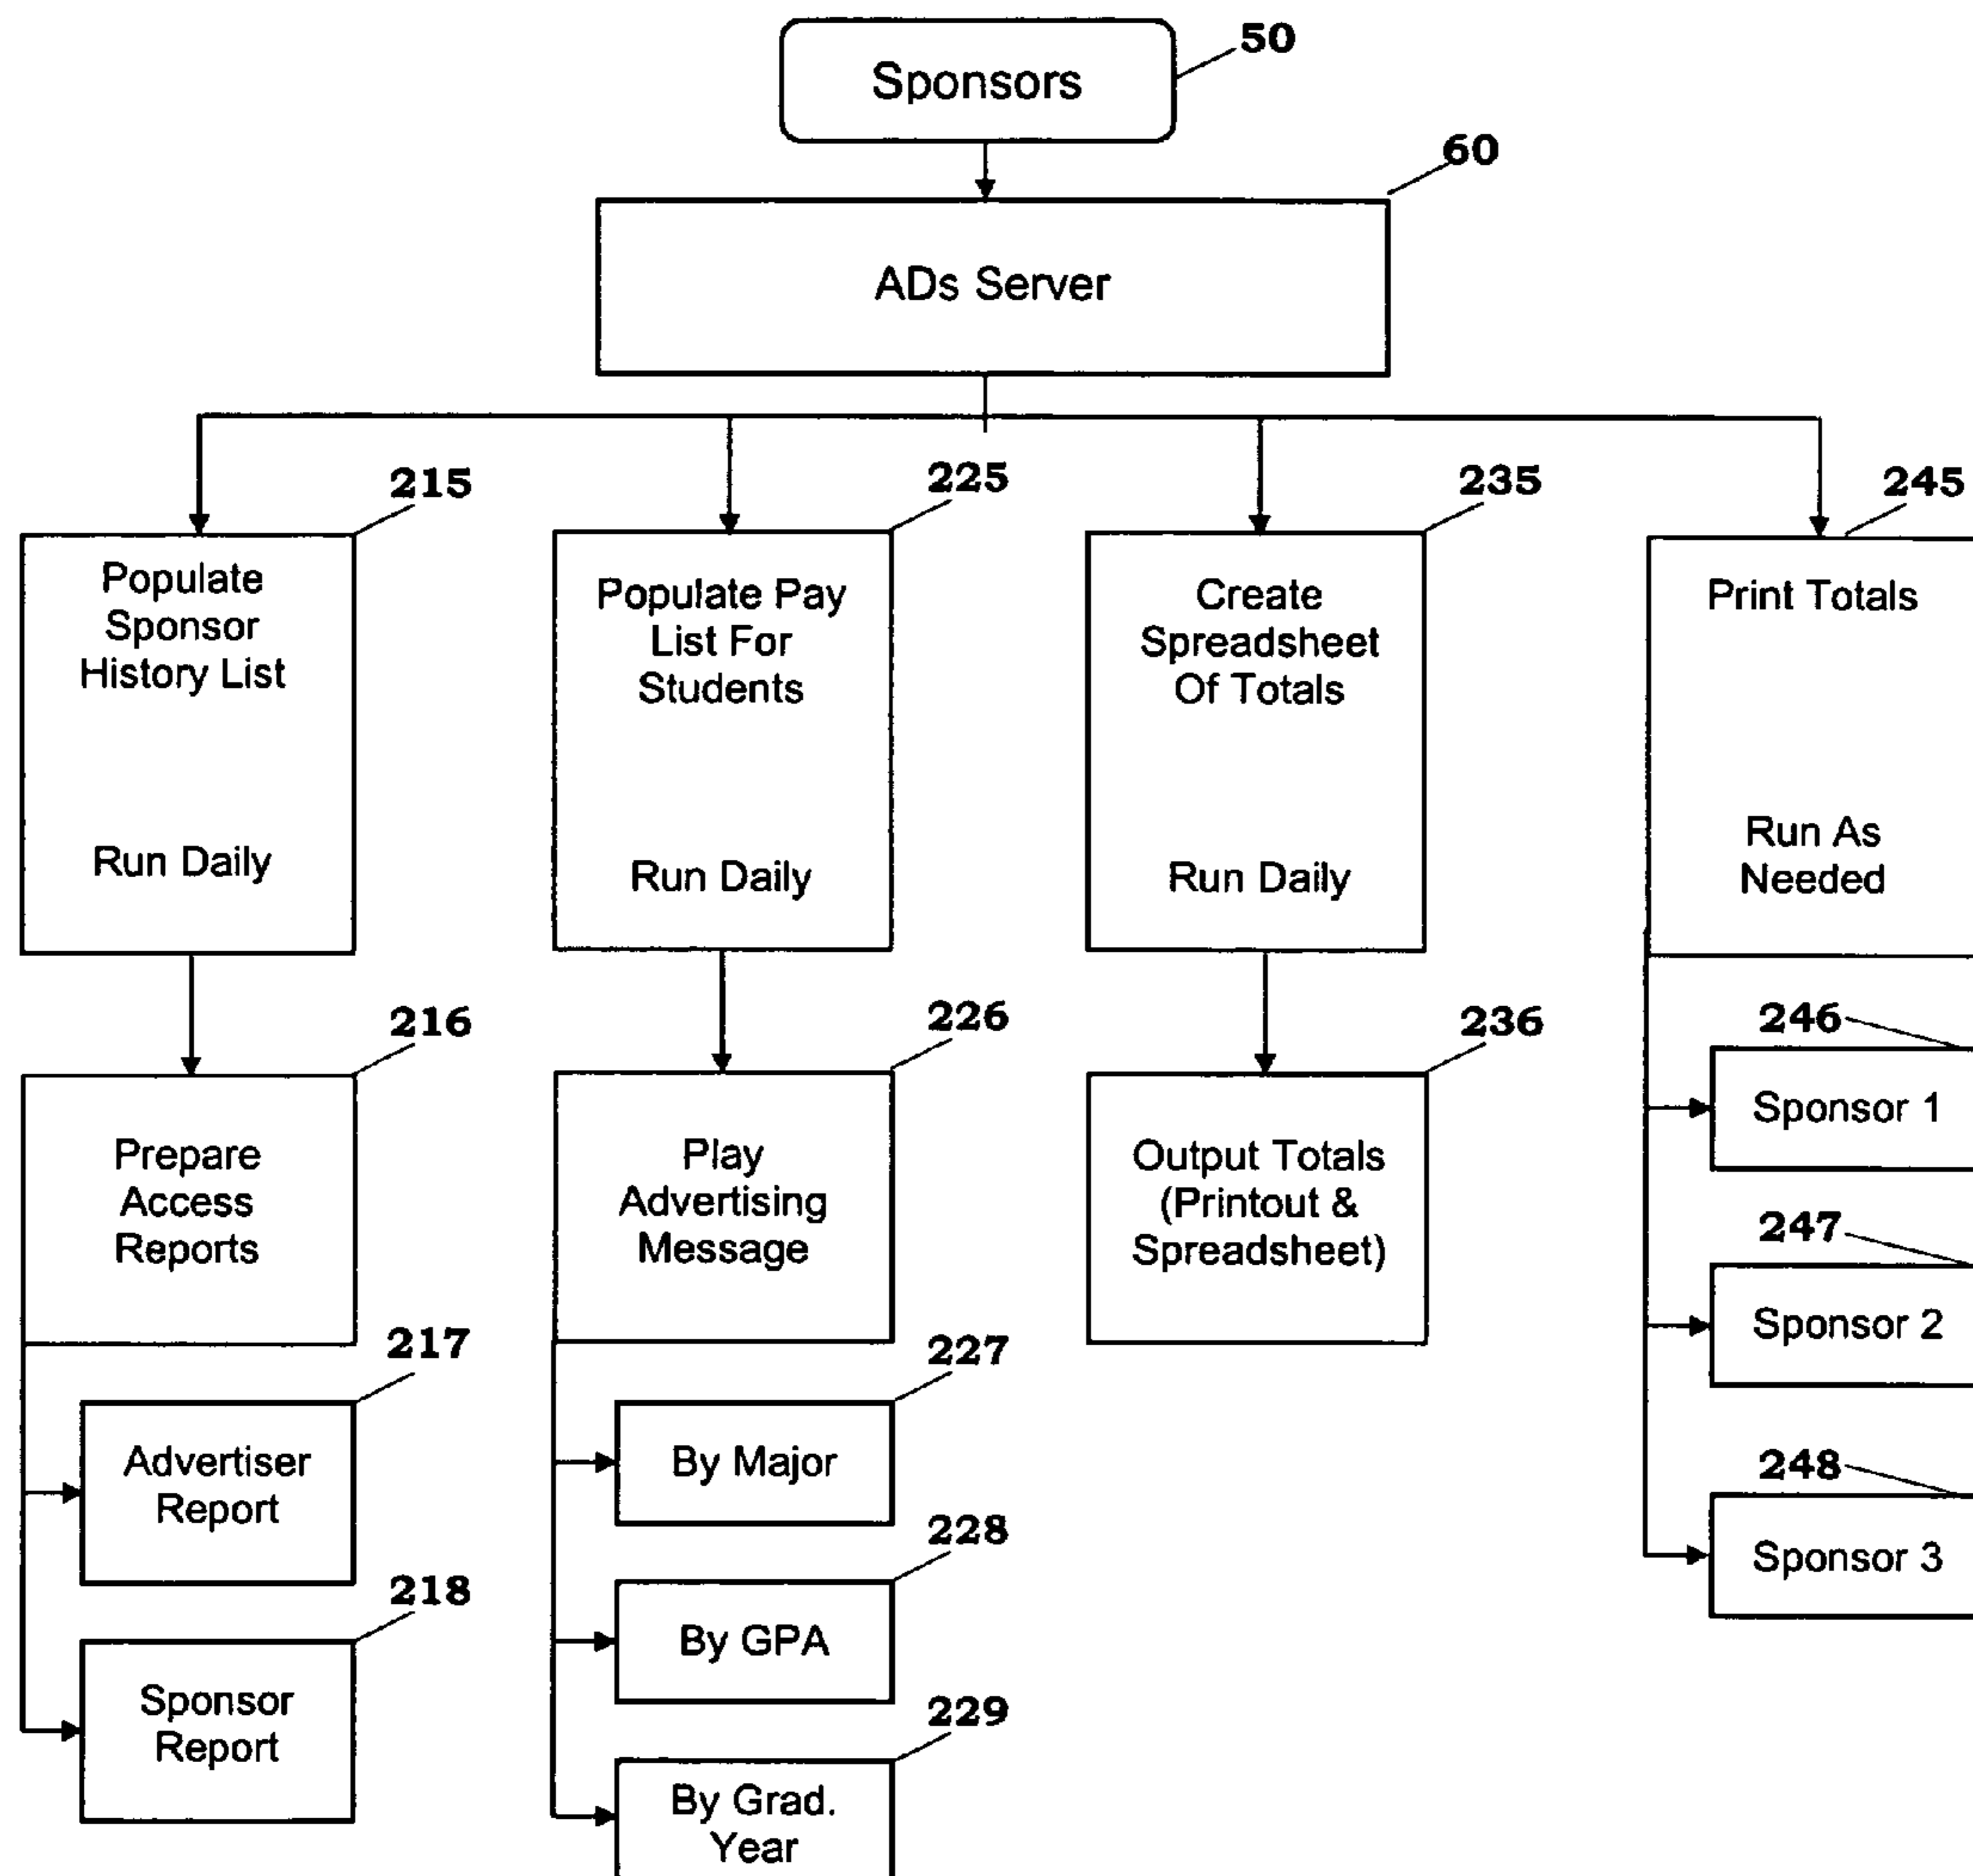 50
Sponsors
60
ADs Server
215
Populate
Sponsor
History List
Run Daily
225
Populate Pay
List For
Students
Run Daily
235
Create
Spreadsheet
Of Totals
Run Daily
245
Print Totals
Run As
Needed
216
Prepare
Access
Reports
217
Advertiser
Report
218
Sponsor
Report
226
Play
Advertising
Message
227
By Major
228
By GPA
229
By Grad.
Year
236
Output Totals
(Printout &
Spreadsheet)
246
Sponsor 1
247
Sponsor 2
248
Sponsor 3